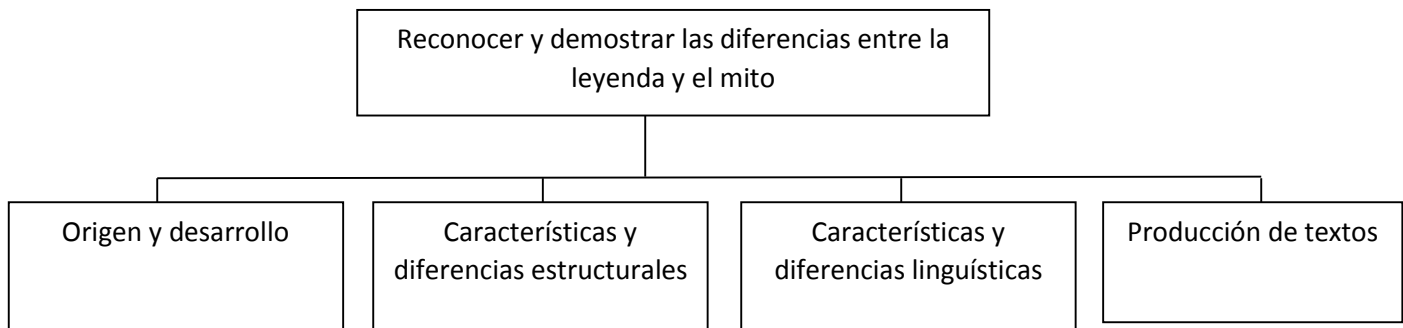 Reconocer y demostrar las diferencias entre la
leyenda y el mito
Origen y desarrollo
Características y
diferencias estructurales
Características y
diferencias linguísticas
Producción de textos